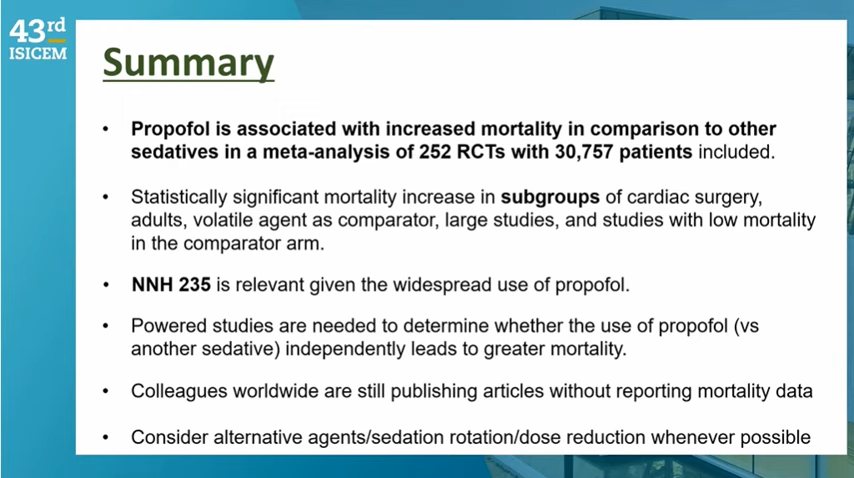 43rd
ISICEM
Summary
• Propofol is associated with increased mortality in comparison to other
sedatives in a meta-analysis of 252 RCTs with 30,757 patients included.
• Statistically significant mortality increase in subgroups of cardiac surgery,
adults, volatile agent as comparator, large studies, and studies with low mortality
in the comparator arm.
• NNH 235 is relevant given the widespread use of propofol.
• Powered studies are needed to determine whether the use of propofol (vs
another sedative) independently leads to greater mortality.
• Colleagues worldwide are still publishing articles without reporting mortality data
• Consider alternative agents/sedation rotation/dose reduction whenever possible